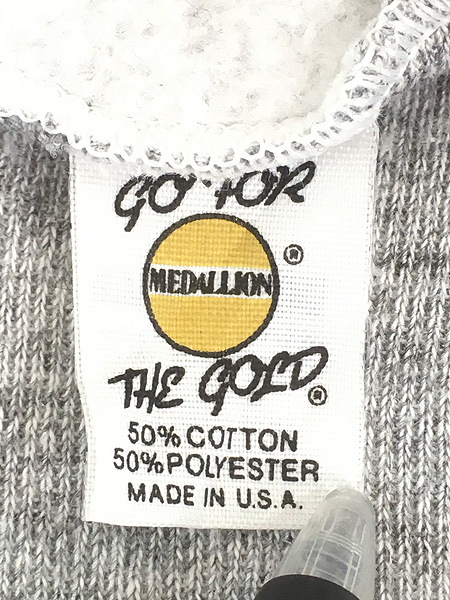 GO FOR
MEDALLION ®
THE GOLD ®
50% COTTON
50% POLYESTER
MADE IN U.S.A.